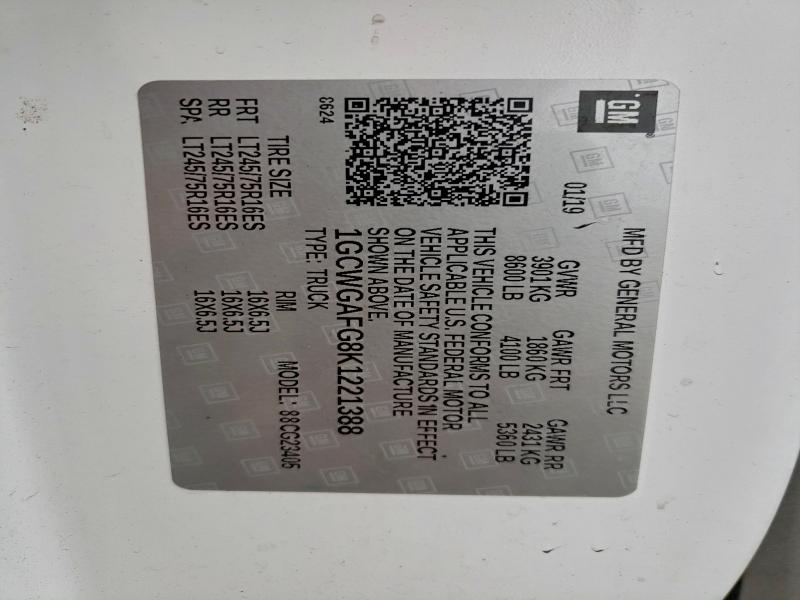 GM
MFD BY GENERAL MOTORS LLC
01/19
GVWR GAWR FRT GAWR RR
3901 KG 1860 KG 2431 KG
8600 LB 4100 LB 5360 LB
THIS VEHICLE CONFORMS TO ALL
APPLICABLE U.S. FEDERAL MOTOR
VEHICLE SAFETY STANDARDS IN EFFECT
ON THE DATE OF MANUFACTURE
SHOWN ABOVE.
1GCWGAFG8K1221388
8624
TYPE: TRUCK MODEL: 88CG23405
TIRE SIZE RIM
FRT LT245/75R16ES 16X6.5J
RR LT245/75R16ES 16X6.5J
SPA LT245/75R16ES 16X6.5J